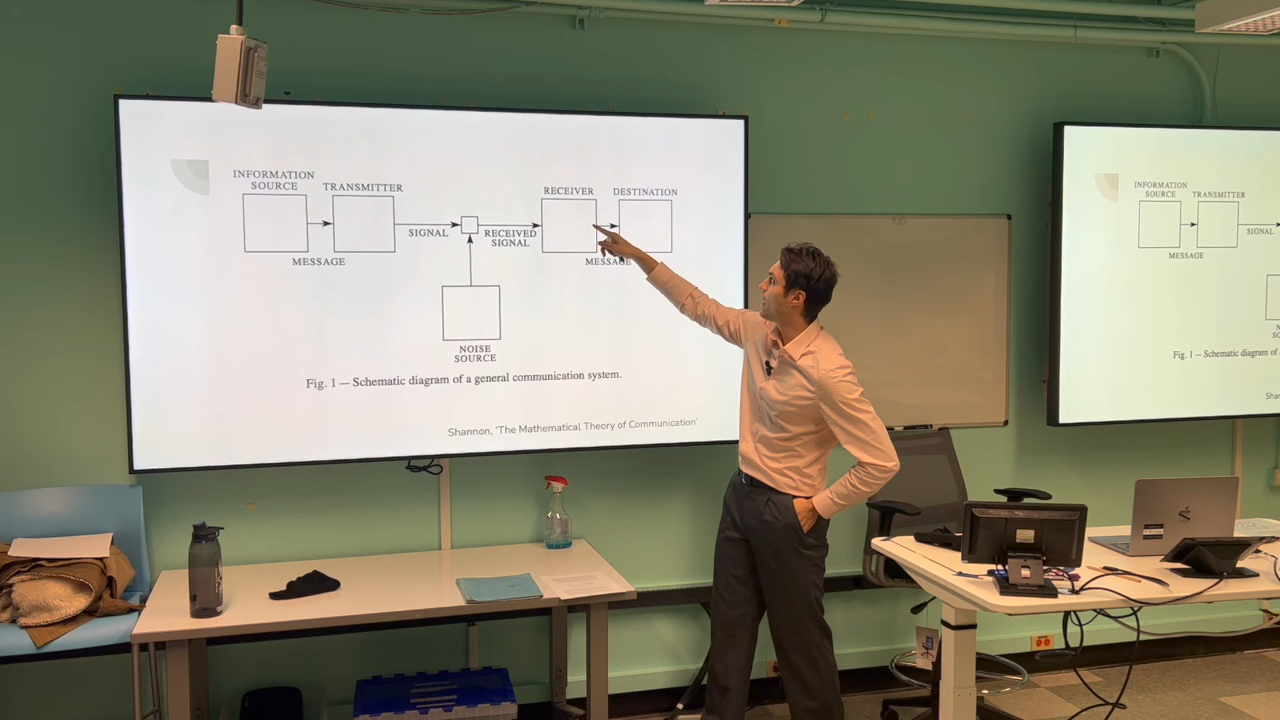 INFORMATION
SOURCE
TRANSMITTER
RECEIVER
DESTINATION
SIGNAL
RECEIVED
SIGNAL
MESSAGE
MESSAGE
NOISE
SOURCE
Fig. 1 — Schematic diagram of a general communication system.
Shannon, 'The Mathematical Theory of Communication'
INFORMATION
SOURCE
TRANSMITTER
SIGNAL
MESSAGE
Fig. 1 — Schematic diagram of